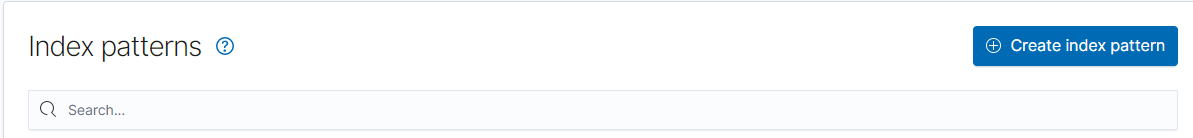 Index patterns
Create index pattern
Search...